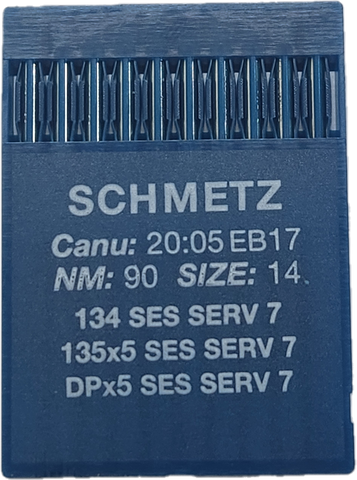 SCHMETZ
Canu: 20:05 EB17
NM: 90 SIZE: 14
134 SES SERV 7
135x5 SES SERV 7
DPx5 SES SERV 7